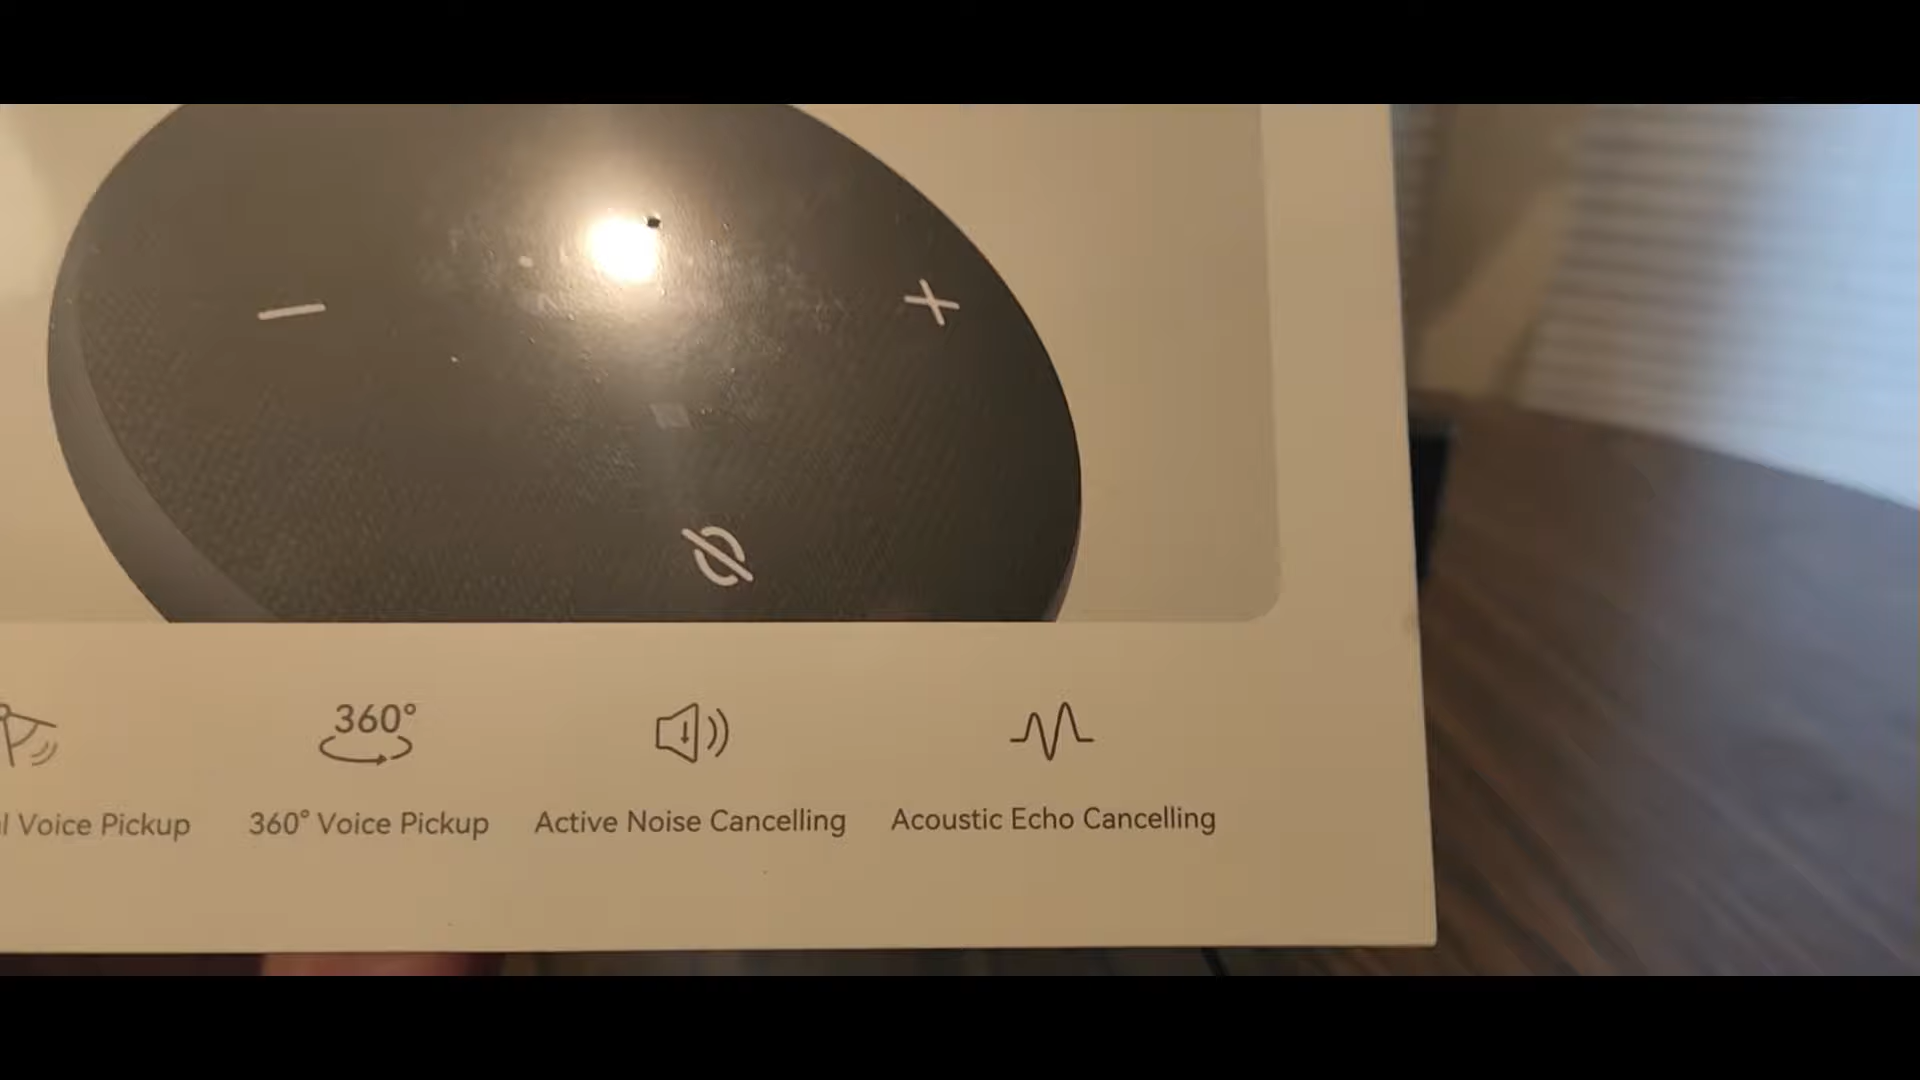 360°
Voice Pickup
360° Voice Pickup
Active Noise Cancelling
Acoustic Echo Cancelling